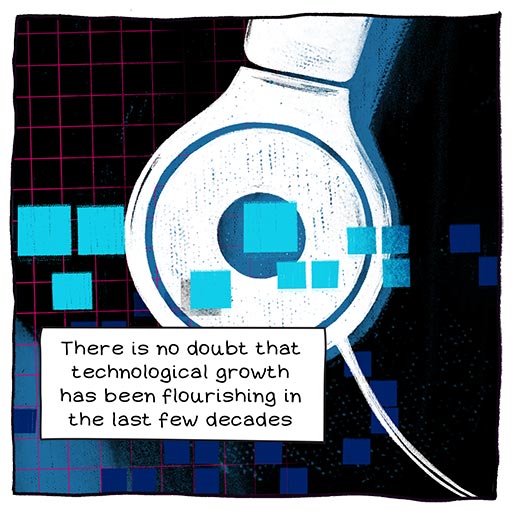 There is no doubt that
technological growth
has been flourishing in
the last few decades